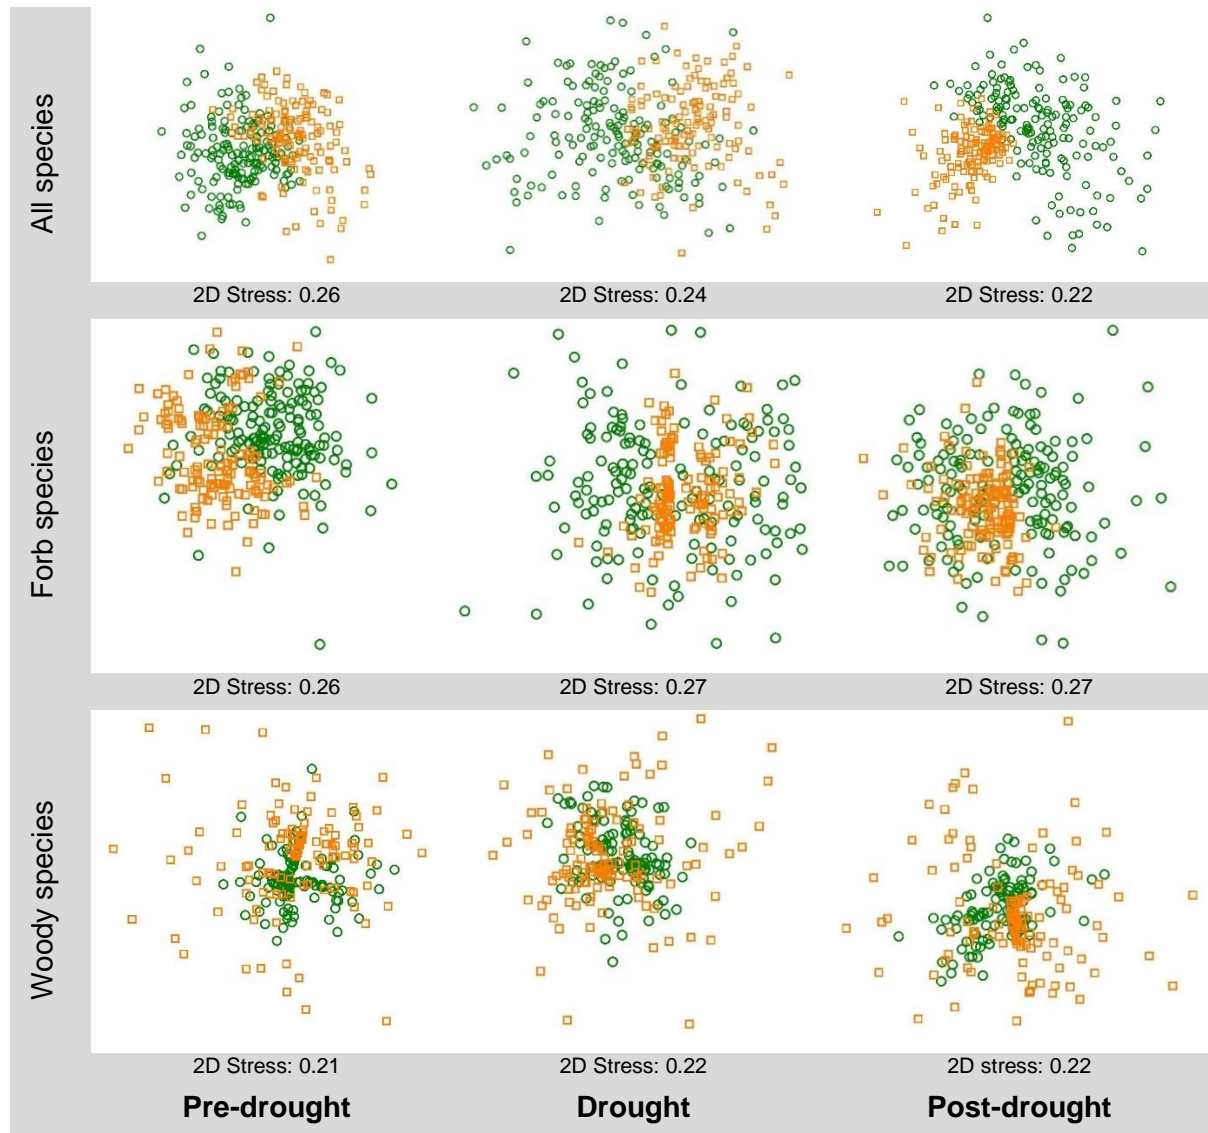 All species
2D Stress: 0.26
2D Stress: 0.24
2D Stress: 0.22
Forb species
2D Stress: 0.26
2D Stress: 0.27
2D Stress: 0.27
Woody species
2D Stress: 0.21
2D Stress: 0.22
2D stress: 0.22
Pre-drought
Drought
Post-drought